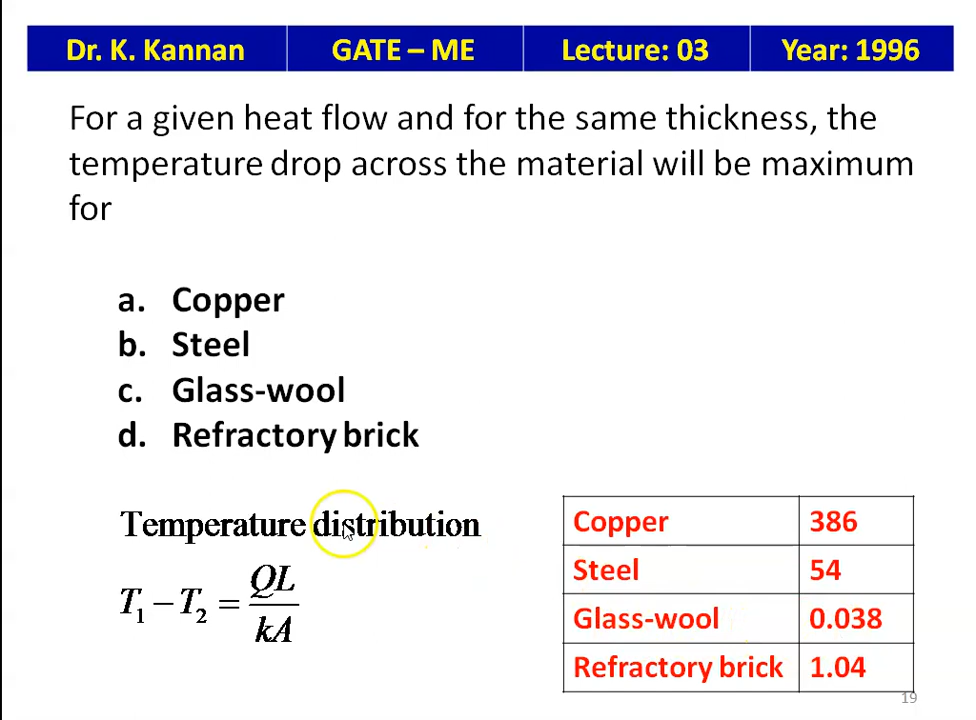 Dr. K. Kannan GATE – ME Lecture: 03 Year: 1996
For a given heat flow and for the same thickness, the
temperature drop across the material will be maximum
for
a. Copper
b. Steel
c. Glass-wool
d. Refractory brick
Temperature distribution
T₁ − T₂ = QL / kA
Copper 386
Steel 54
Glass-wool 0.038
Refractory brick 1.04
19